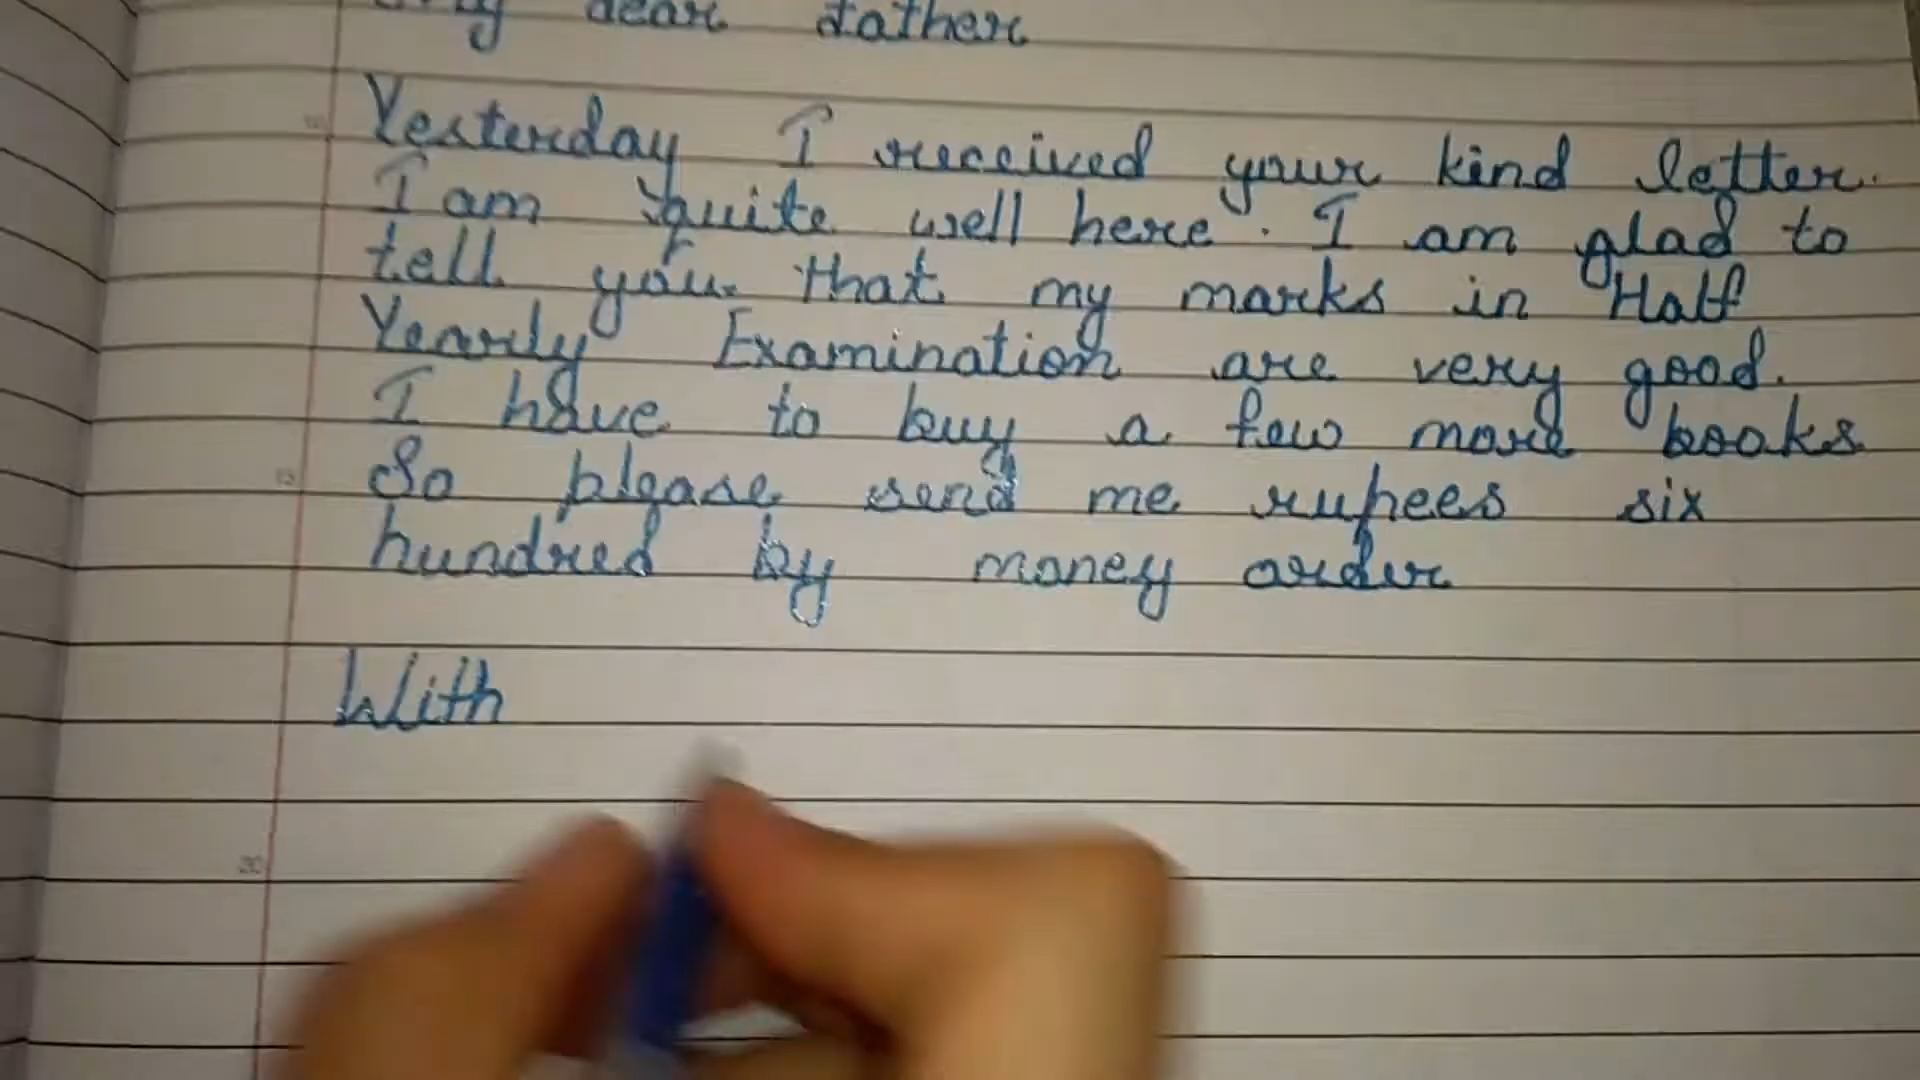 My dear father
Yesterday I received your kind letter.
I am quite well here. I am glad to
tell you that my marks in Half
Yearly Examination are very good.
I have to buy a few more books
So please send me rupees six
hundred by money order
With